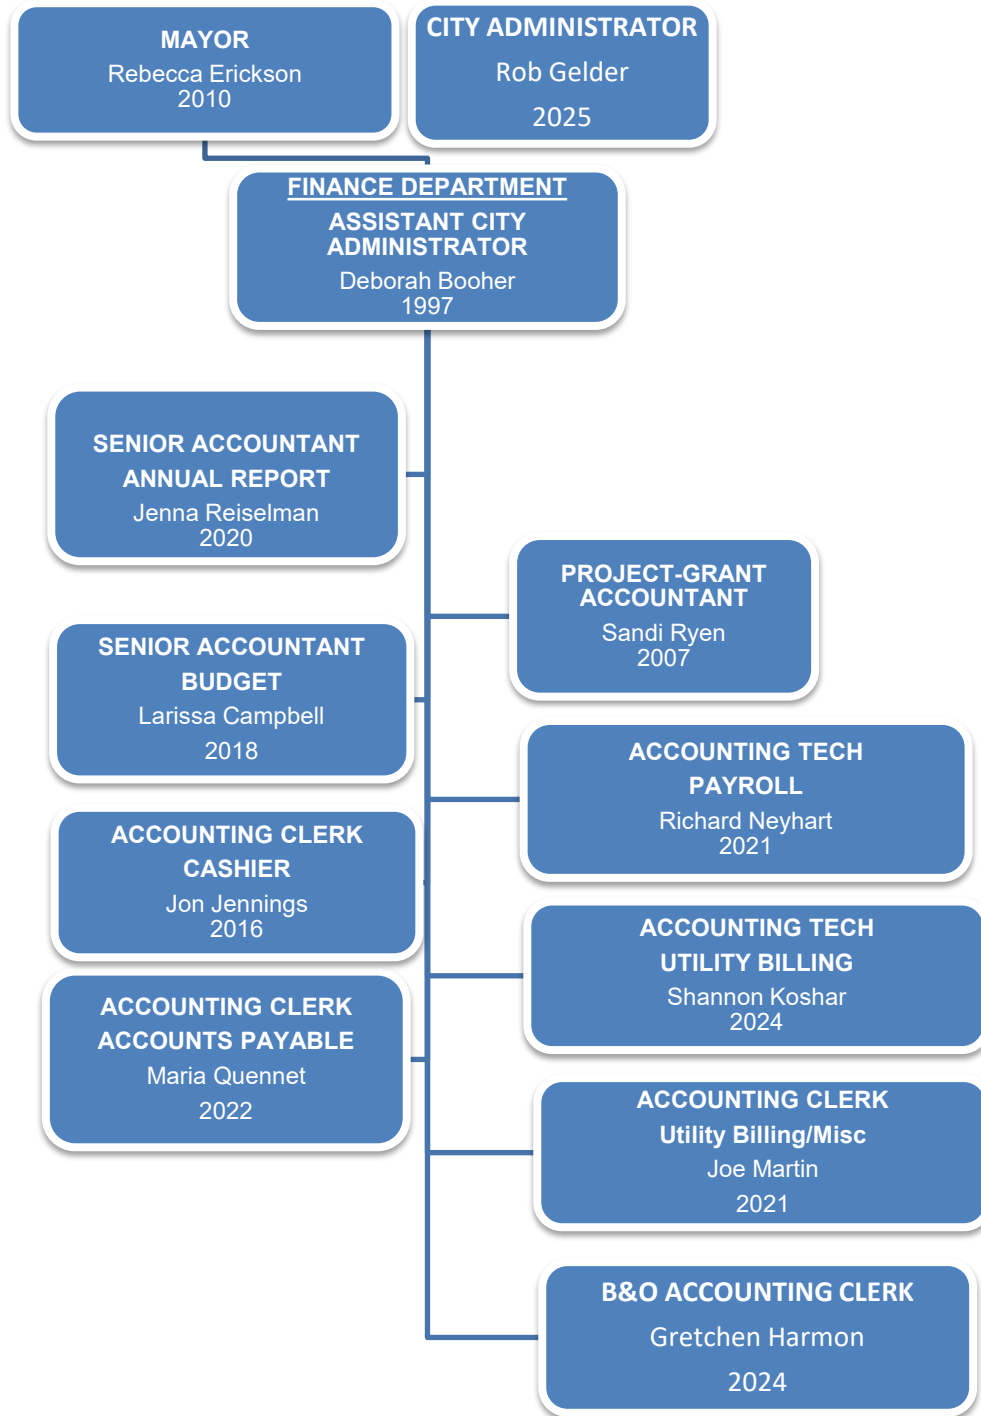 MAYOR
Rebecca Erickson
2010
CITY ADMINISTRATOR
Rob Gelder
2025
FINANCE DEPARTMENT
ASSISTANT CITY
ADMINISTRATOR
Deborah Booher
1997
SENIOR ACCOUNTANT
ANNUAL REPORT
Jenna Reiselman
2020
PROJECT-GRANT
ACCOUNTANT
Sandi Ryen
2007
SENIOR ACCOUNTANT
BUDGET
Larissa Campbell
2018
ACCOUNTING TECH
PAYROLL
Richard Neyhart
2021
ACCOUNTING CLERK
CASHIER
Jon Jennings
2016
ACCOUNTING TECH
UTILITY BILLING
Shannon Koshar
2024
ACCOUNTING CLERK
ACCOUNTS PAYABLE
Maria Quennet
2022
ACCOUNTING CLERK
Utility Billing/Misc
Joe Martin
2021
B&O ACCOUNTING CLERK
Gretchen Harmon
2024